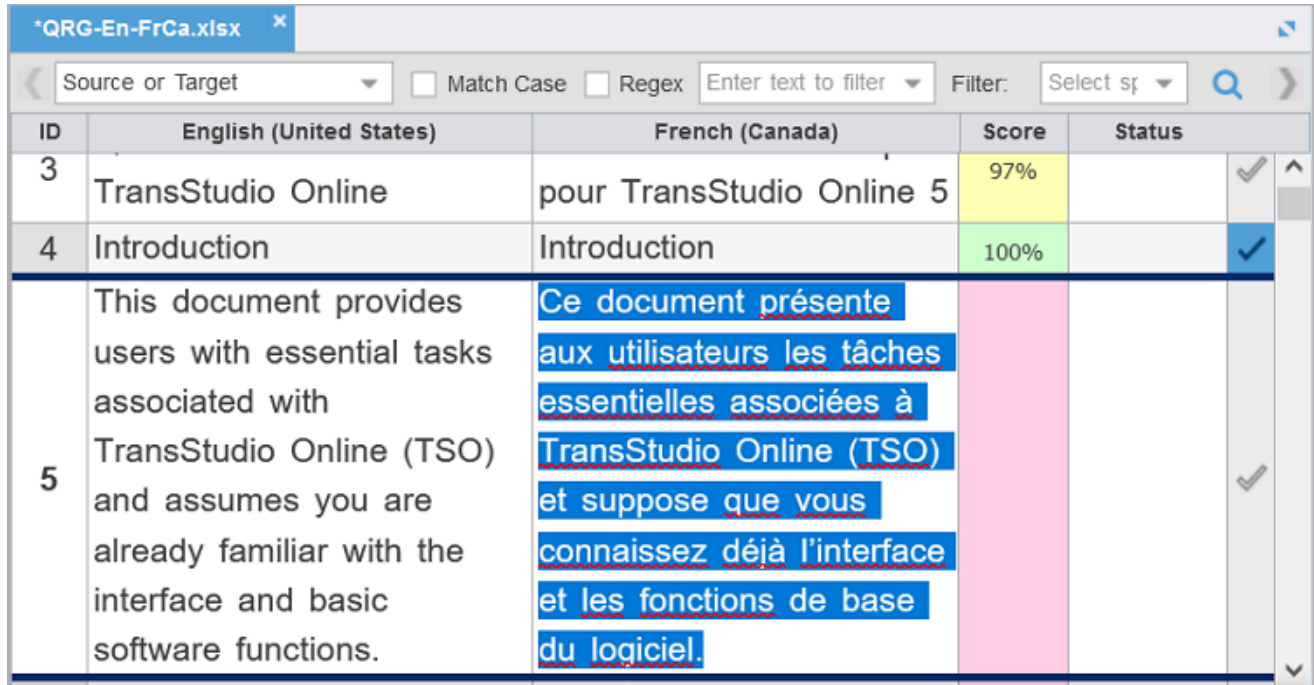 *QRG-En-FrCa.xlsx ×
Source or Target Match Case Regex Enter text to filter Filter: Select sp
ID English (United States) French (Canada) Score Status
3
TransStudio Online
pour TransStudio Online 5
97%
4 Introduction Introduction 100%
5
This document provides
users with essential tasks
associated with
TransStudio Online (TSO)
and assumes you are
already familiar with the
interface and basic
software functions.
Ce document présente
aux utilisateurs les tâches
essentielles associées à
TransStudio Online (TSO)
et suppose que vous
connaissez déjà l’interface
et les fonctions de base
du logiciel.